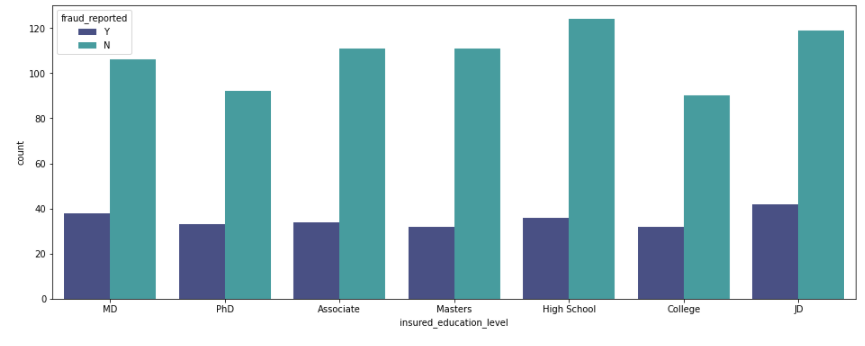 fraud_reported
Y
N
120
100
80
60
40
20
0
count
MD PhD Associate Masters High School College JD
insured_education_level